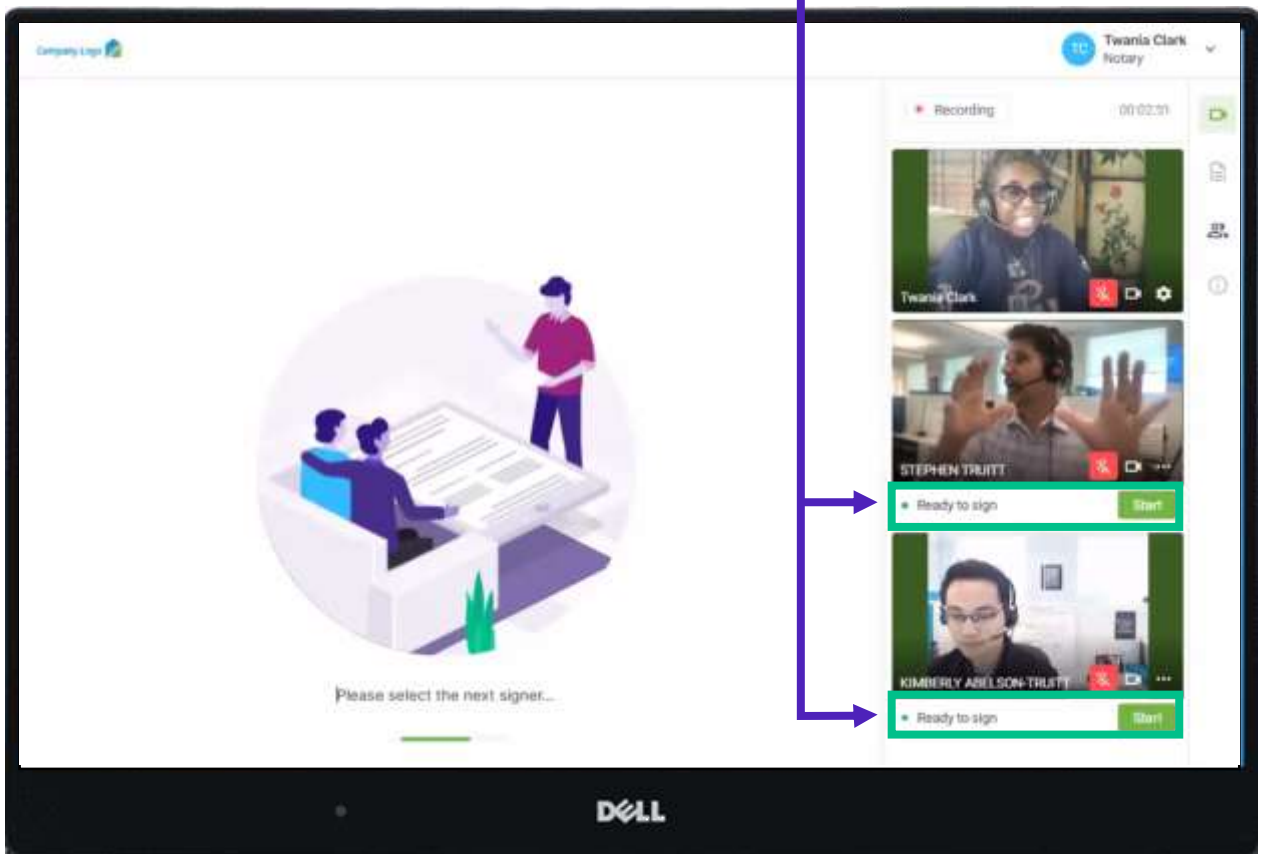 Company Logo
TC
Twania Clark
Notary
Recording
00:02:51
Twania Clark
STEPHEN TRUITT
Ready to sign
Start
KIMBERLY ABELSON-TRUITT
Ready to sign
Start
Please select the next signer...
DELL